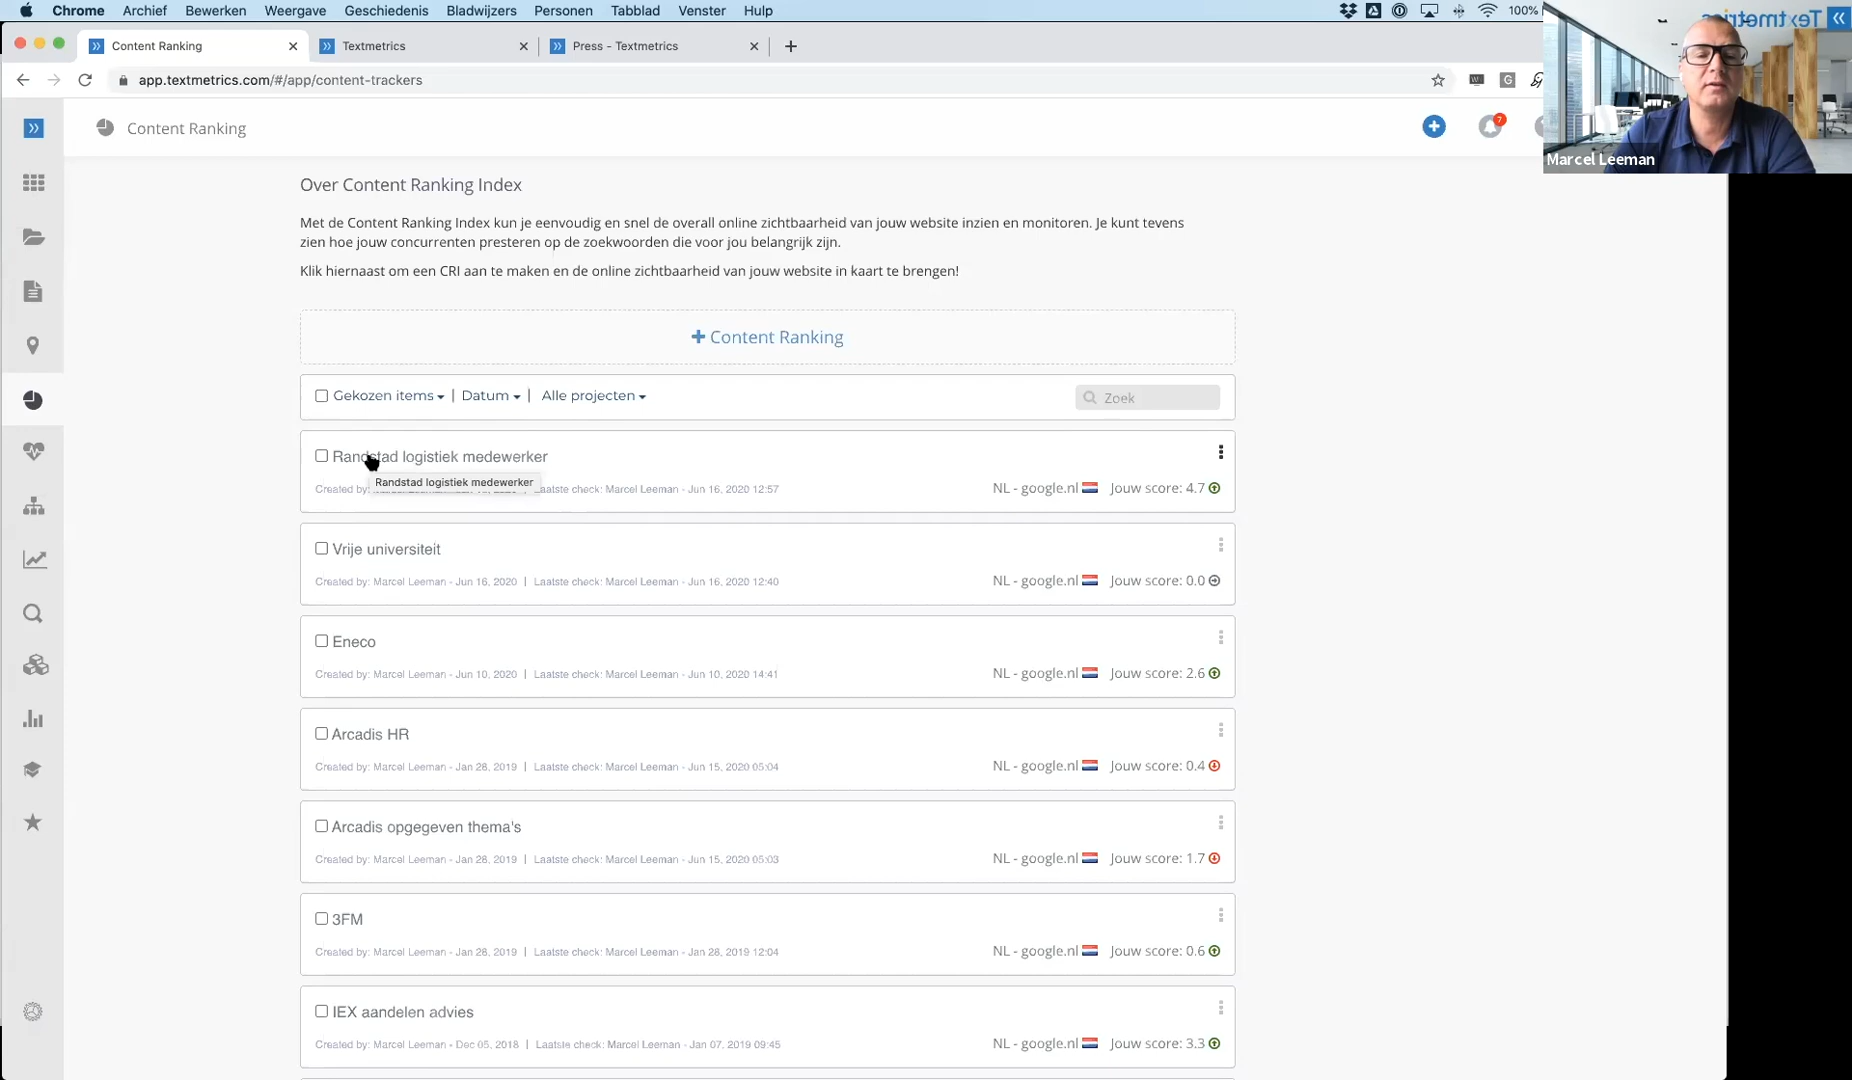 Chrome Archief Bewerken Weergave Geschiedenis Bladwijzers Personen Tabblad Venster Hulp 100%
Content Ranking Textmetrics Press - Textmetrics
app.textmetrics.com/#/app/content-trackers
Textmetrics
Marcel Leeman
Content Ranking 7
Over Content Ranking Index
Met de Content Ranking Index kun je eenvoudig en snel de overall online zichtbaarheid van jouw website inzien en monitoren. Je kunt tevens
zien hoe jouw concurrenten presteren op de zoekwoorden die voor jou belangrijk zijn.
Klik hiernaast om een CRI aan te maken en de online zichtbaarheid van jouw website in kaart te brengen!
+ Content Ranking
Gekozen items | Datum | Alle projecten Zoek
Randstad logistiek medewerker
Randstad logistiek medewerker
Created by: Laatste check: Marcel Leeman - Jun 16, 2020 12:57 NL - google.nl Jouw score: 4.7
Vrije universiteit
Created by: Marcel Leeman - Jun 16, 2020 | Laatste check: Marcel Leeman - Jun 16, 2020 12:40 NL - google.nl Jouw score: 0.0
Eneco
Created by: Marcel Leeman - Jun 10, 2020 | Laatste check: Marcel Leeman - Jun 10, 2020 14:41 NL - google.nl Jouw score: 2.6
Arcadis HR
Created by: Marcel Leeman - Jan 28, 2019 | Laatste check: Marcel Leeman - Jun 15, 2020 05:04 NL - google.nl Jouw score: 0.4
Arcadis opgegeven thema's
Created by: Marcel Leeman - Jan 28, 2019 | Laatste check: Marcel Leeman - Jun 15, 2020 05:03 NL - google.nl Jouw score: 1.7
3FM
Created by: Marcel Leeman - Jan 28, 2019 | Laatste check: Marcel Leeman - Jan 28, 2019 12:04 NL - google.nl Jouw score: 0.6
IEX aandelen advies
Created by: Marcel Leeman - Dec 05, 2018 | Laatste check: Marcel Leeman - Jan 07, 2019 09:45 NL - google.nl Jouw score: 3.3